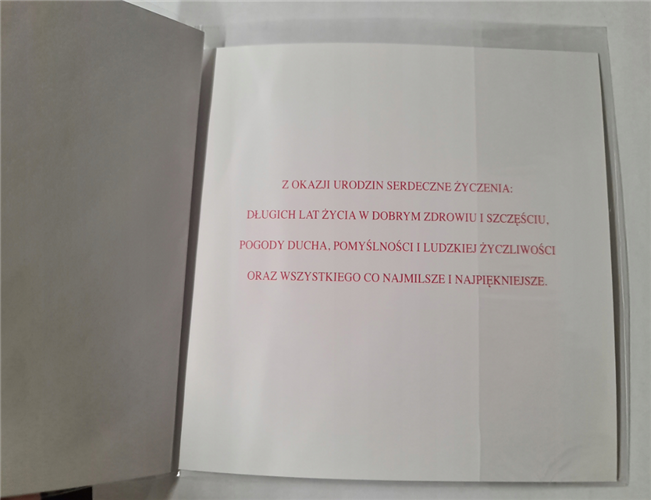 Z OKAZJI URODZIN SERDECZNE ŻYCZENIA:
DŁUGICH LAT ŻYCIA W DOBRYM ZDROWIU I SZCZĘŚCIU,
POGODY DUCHA, POMYŚLNOŚCI I LUDZKIEJ ŻYCZLIWOŚCI
ORAZ WSZYSTKIEGO CO NAJMILSZE I NAJPIĘKNIEJSZE.